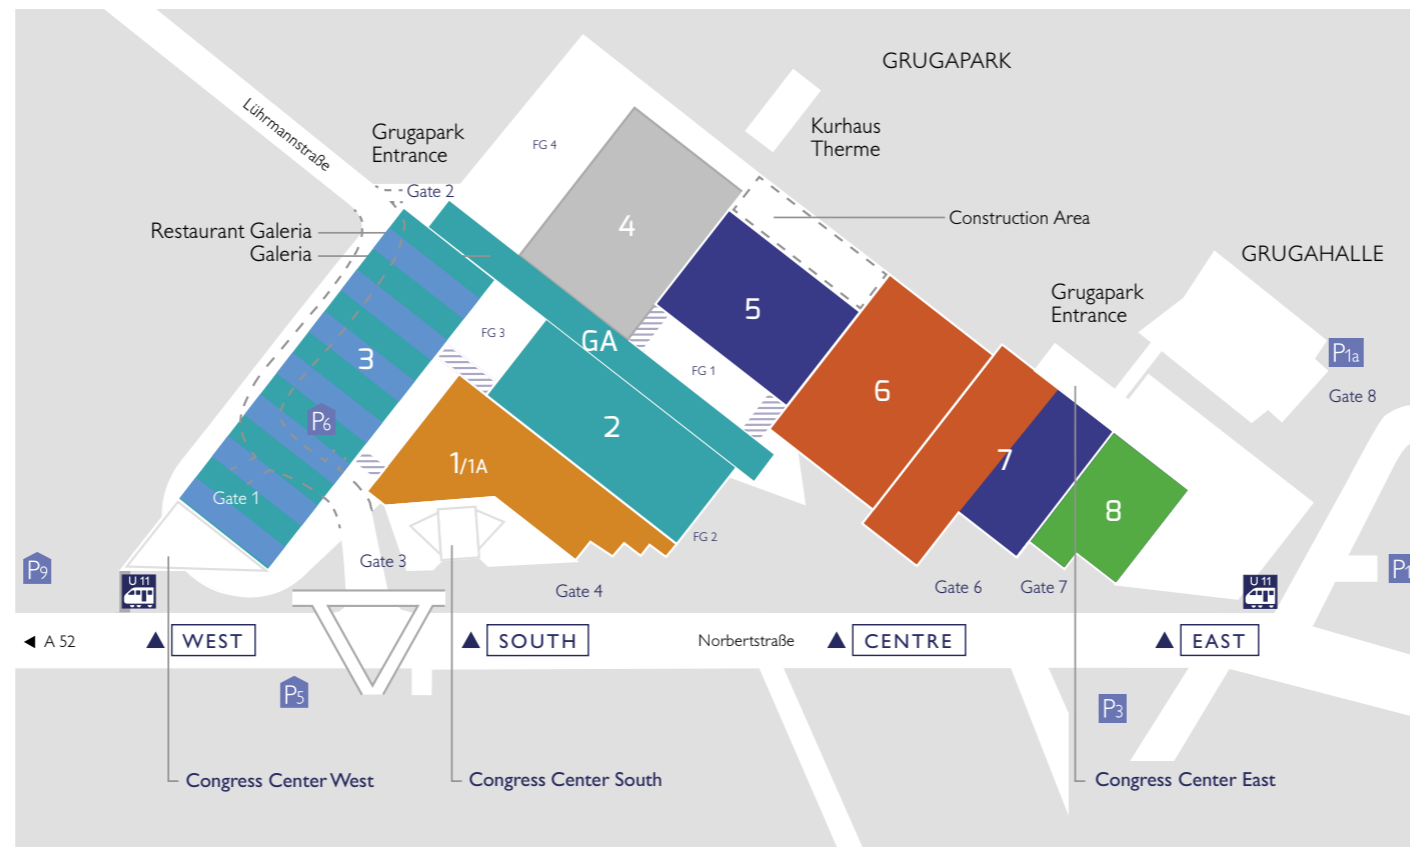 GRUGAPARK
Lührmannstraße
Grugapark
Entrance
FG 4
Kurhaus
Therme
Gate 2
Restaurant Galeria
Galeria
4
Construction Area
GRUGAHALLE
Grugapark
Entrance
5
FG 3
GA
3
FG 1
P1a
Gate 8
6
P6
2
1/1A
7
Gate 1
8
FG 2
Gate 3
P9
U 11
Gate 4
Gate 6
Gate 7
U 11
P1
A 52
WEST
SOUTH
Norbertstraße
CENTRE
EAST
P5
P3
Congress Center West
Congress Center South
Congress Center East